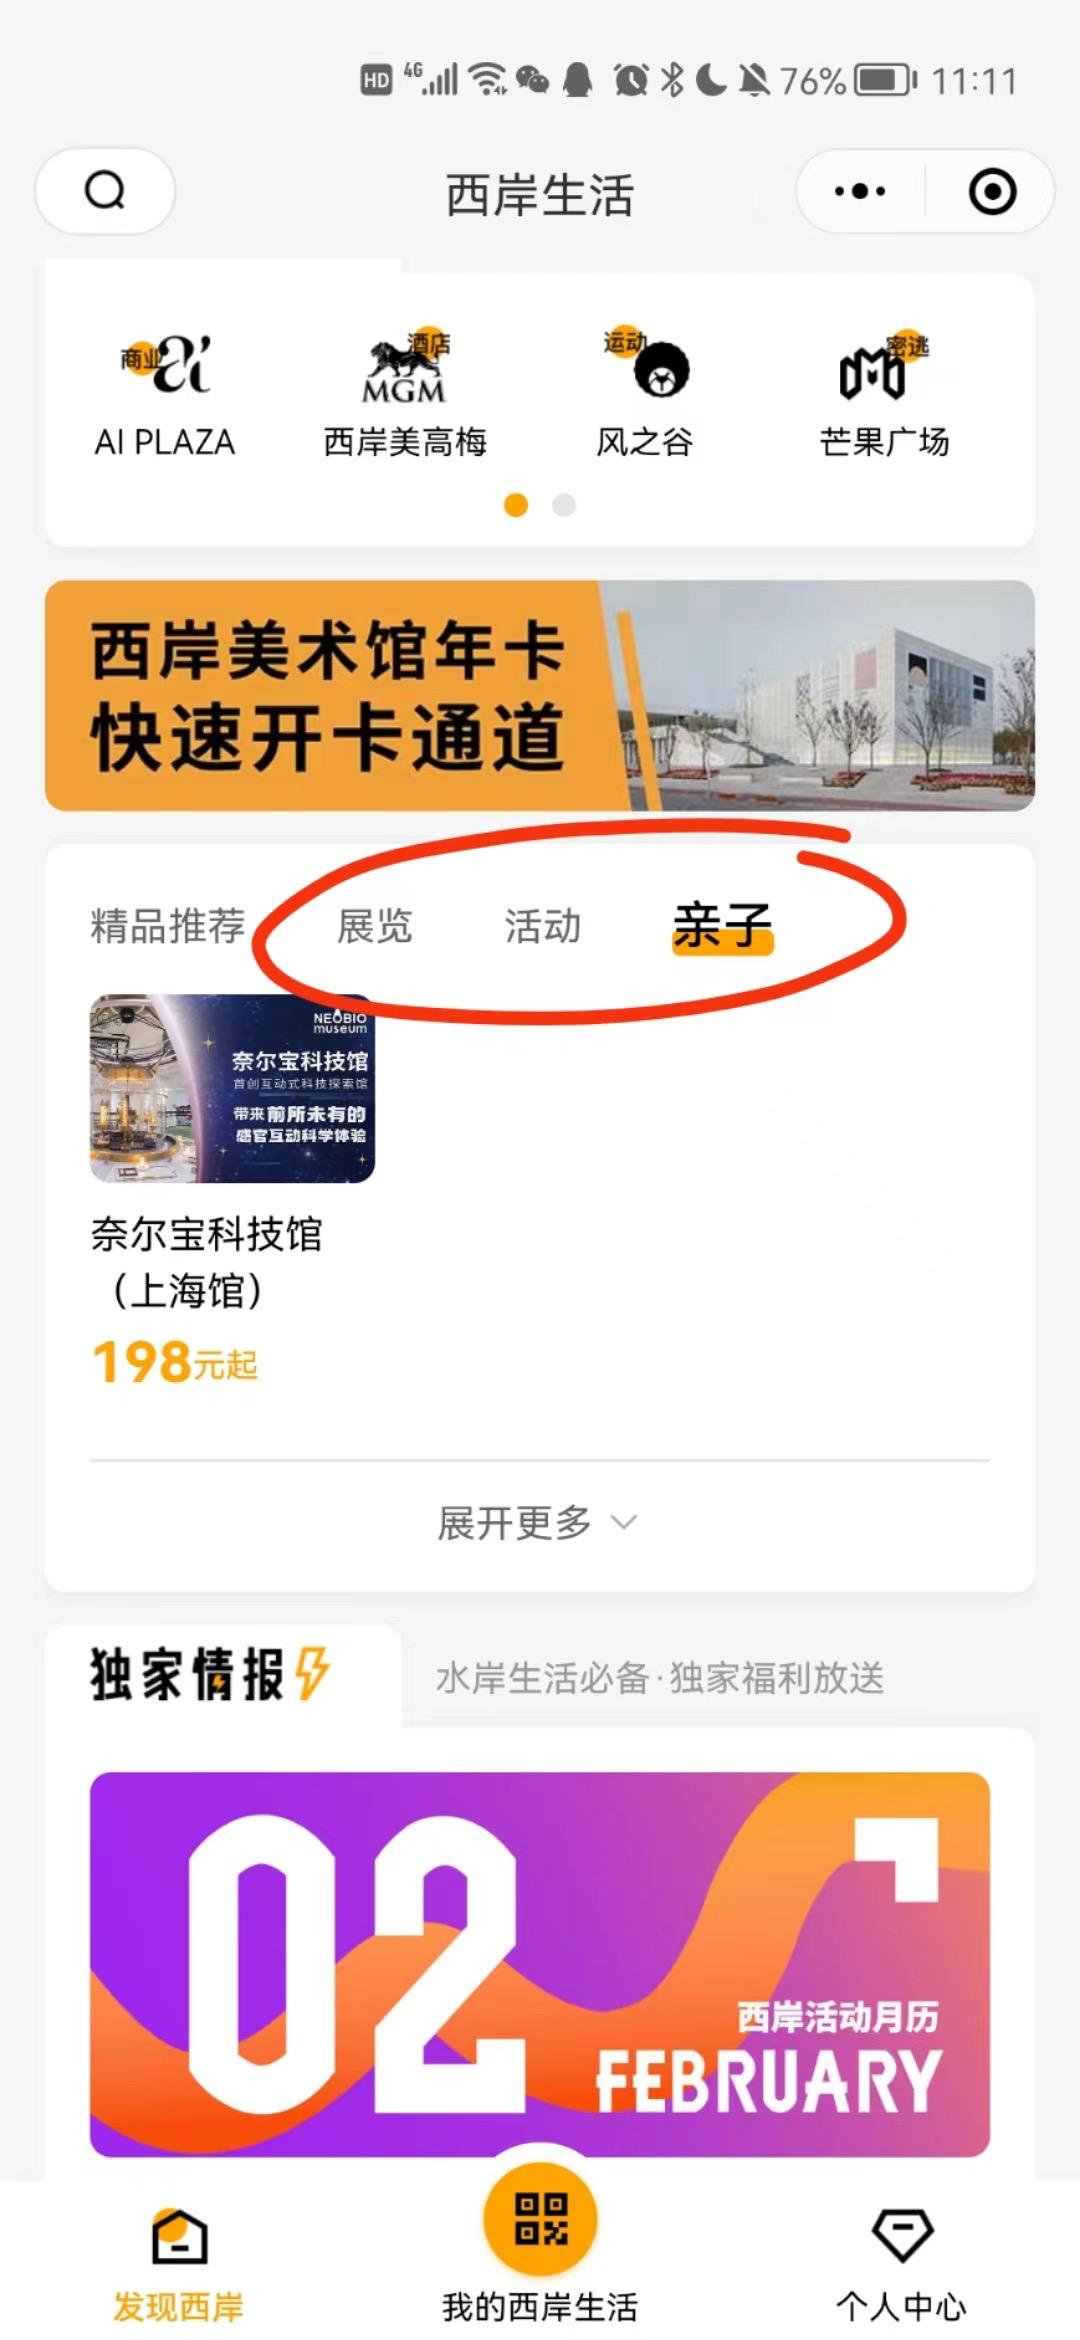 HD 4G 76% 11:11
西岸生活
商业 ai
酒店 MGM
运动
密逃
AI PLAZA
西岸美高梅
风之谷
芒果广场
西岸美术馆年卡
快速开卡通道
精品推荐 展览 活动 亲子
NEOBIO
museum
奈尔宝科技馆
首创互动式科技探索馆
带来前所未有的
感官互动科学体验
奈尔宝科技馆
（上海馆）
198元起
展开更多
独家情报
水岸生活必备·独家福利放送
02
西岸活动月历
FEBRUARY
发现西岸
我的西岸生活
个人中心